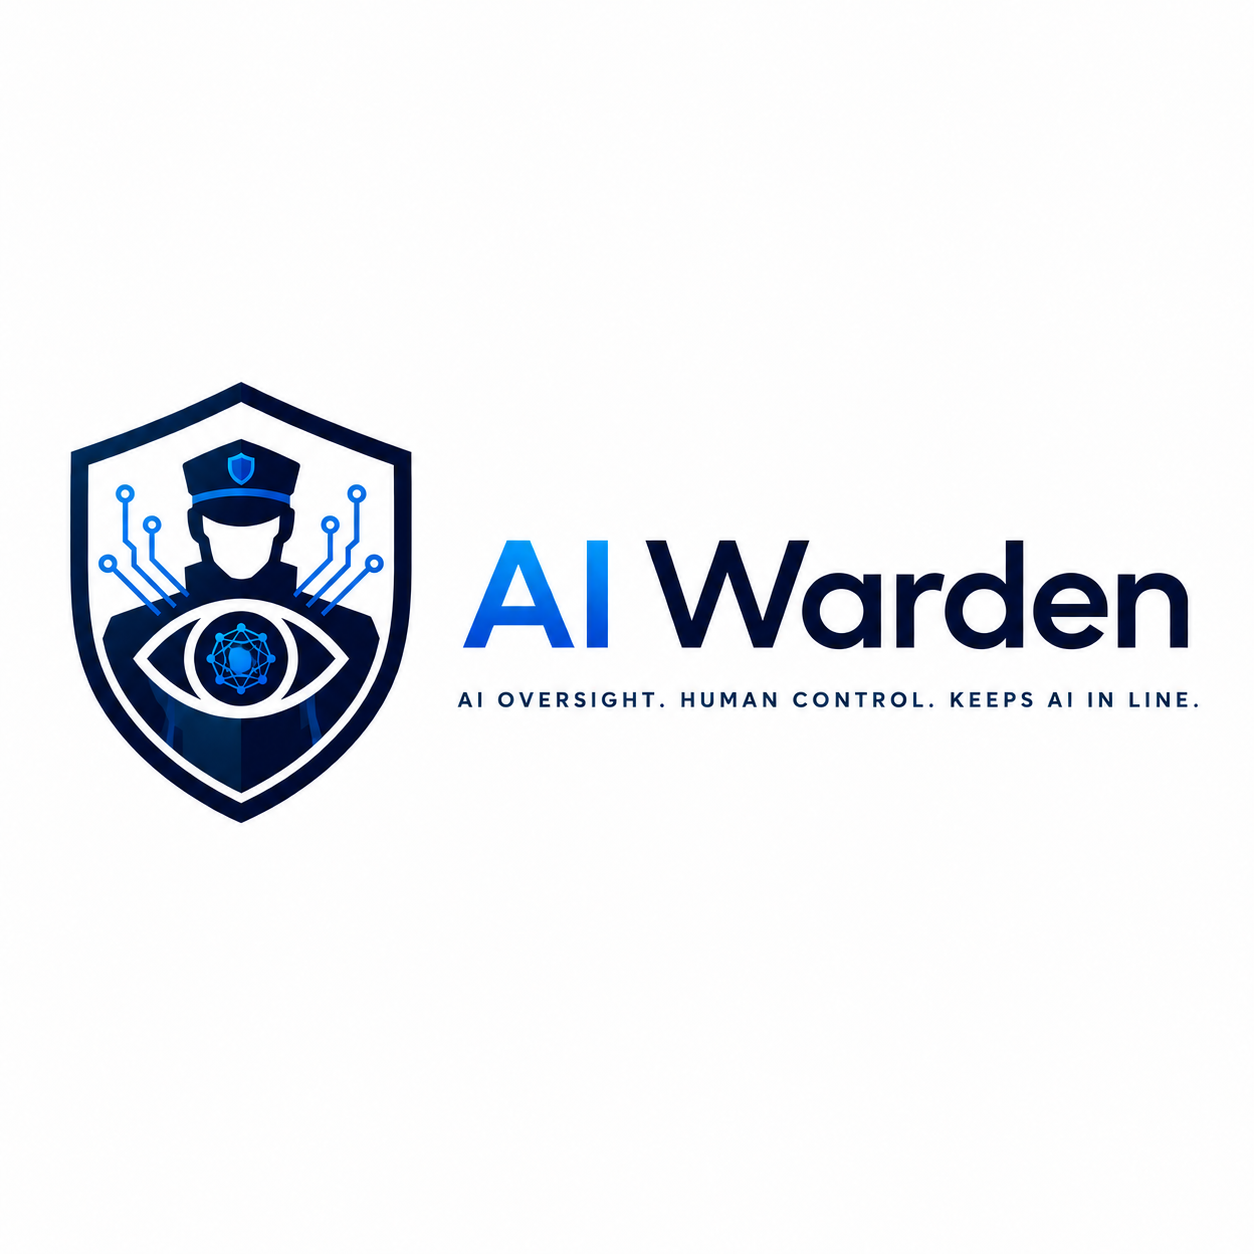 AI Warden
AI OVERSIGHT. HUMAN CONTROL. KEEPS AI IN LINE.